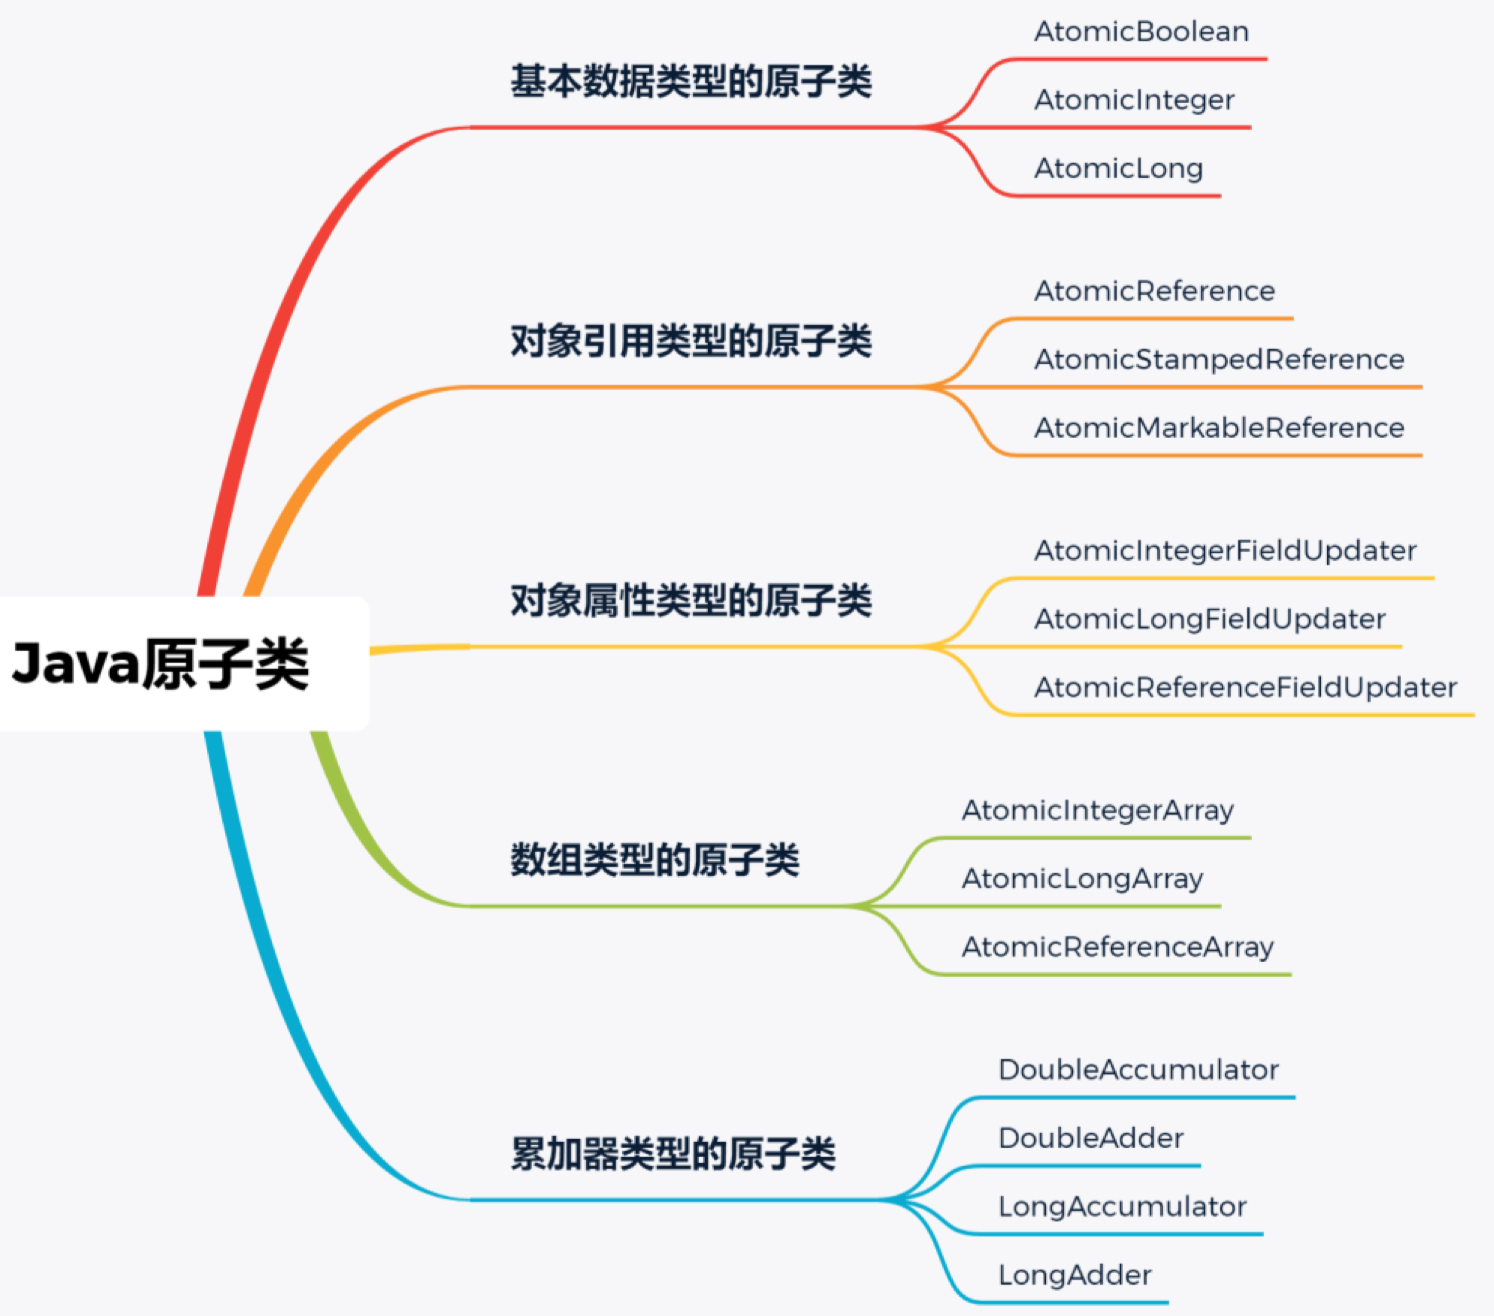 Java原子类
基本数据类型的原子类
AtomicBoolean
AtomicInteger
AtomicLong
对象引用类型的原子类
AtomicReference
AtomicStampedReference
AtomicMarkableReference
对象属性类型的原子类
AtomicIntegerFieldUpdater
AtomicLongFieldUpdater
AtomicReferenceFieldUpdater
数组类型的原子类
AtomicIntegerArray
AtomicLongArray
AtomicReferenceArray
累加器类型的原子类
DoubleAccumulator
DoubleAdder
LongAccumulator
LongAdder